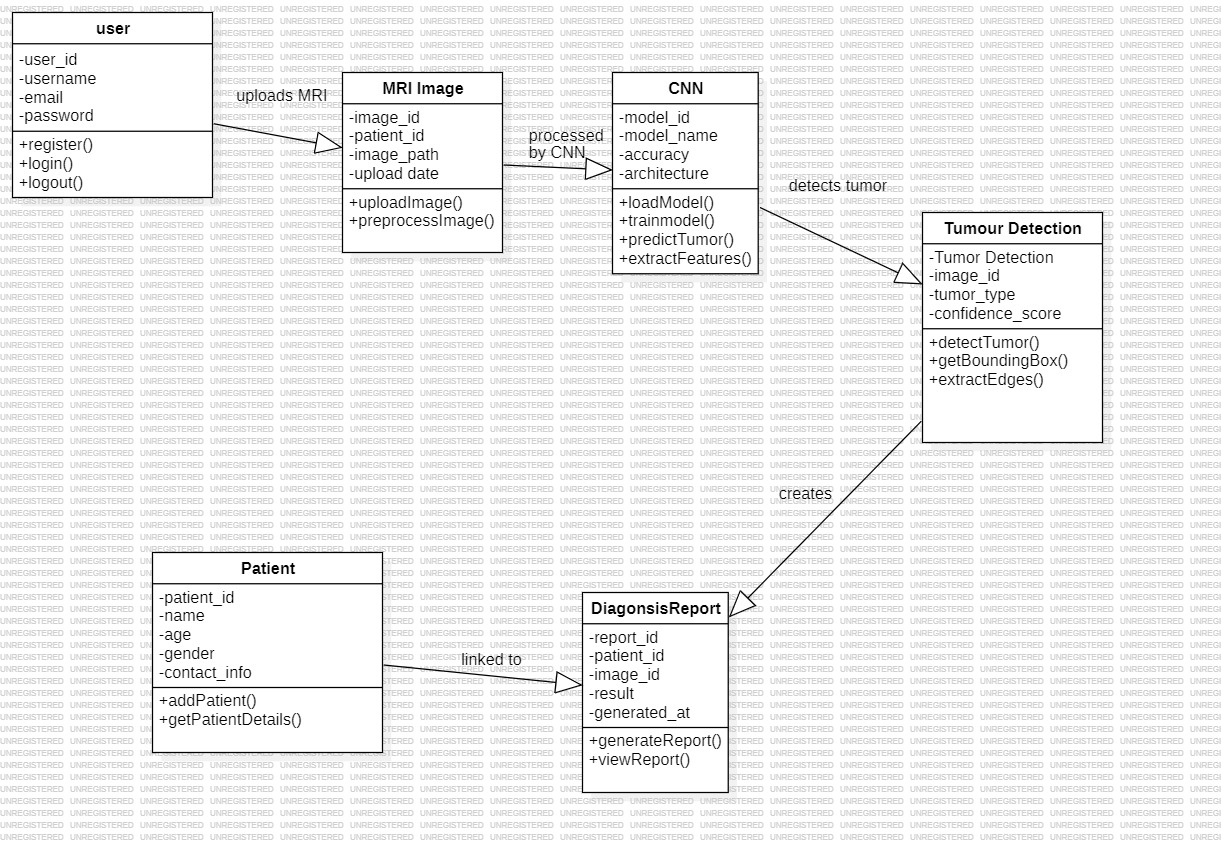 user
-user_id
-username
-email
-password
+register()
+login()
+logout()
uploads MRI
MRI Image
-image_id
-patient_id
-image_path
-upload date
+uploadImage()
+preprocessImage()
processed
by CNN
CNN
-model_id
-model_name
-accuracy
-architecture
+loadModel()
+trainmodel()
+predictTumor()
+extractFeatures()
detects tumor
Tumour Detection
-Tumor Detection
-image_id
-tumor_type
-confidence_score
+detectTumor()
+getBoundingBox()
+extractEdges()
creates
Patient
-patient_id
-name
-age
-gender
-contact_info
+addPatient()
+getPatientDetails()
linked to
DiagonsisReport
-report_id
-patient_id
-image_id
-result
-generated_at
+generateReport()
+viewReport()
UNREGISTERED